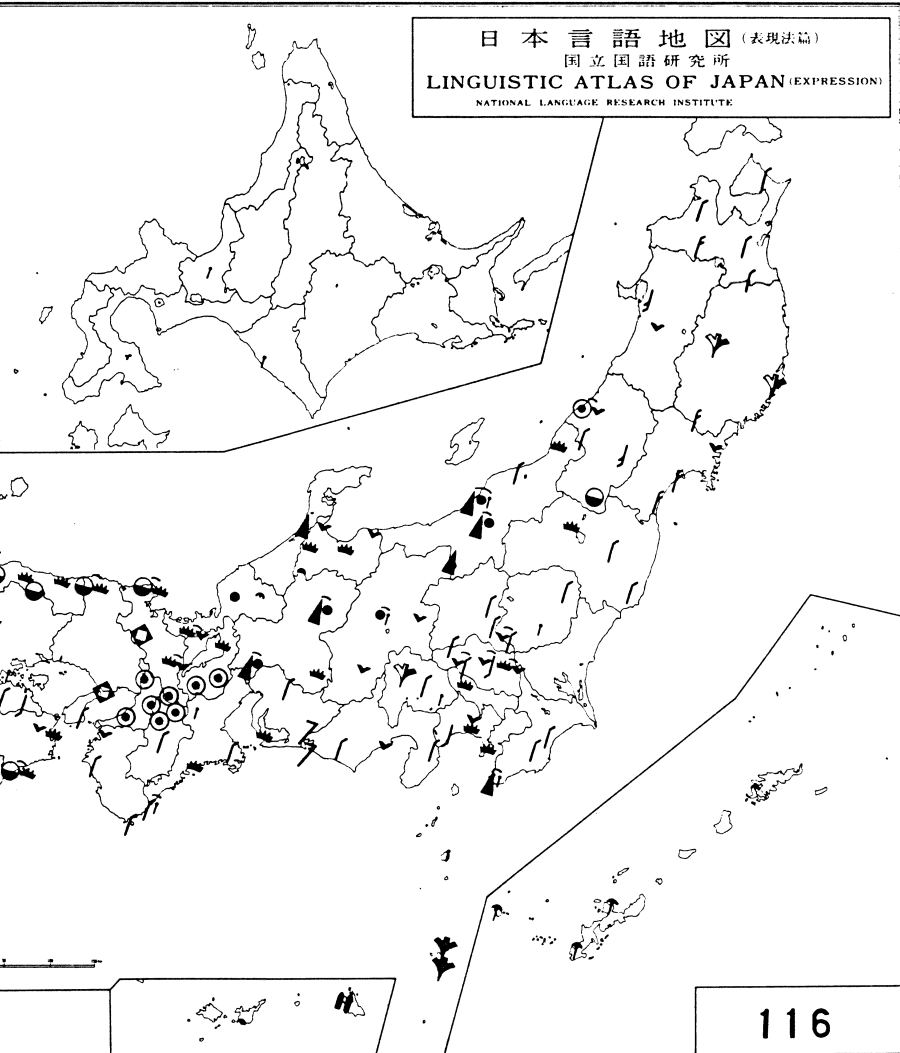 日本言語地図(表現法篇)
国立国語研究所
LINGUISTIC ATLAS OF JAPAN (EXPRESSION)
NATIONAL LANGUAGE RESEARCH INSTITUTE
116